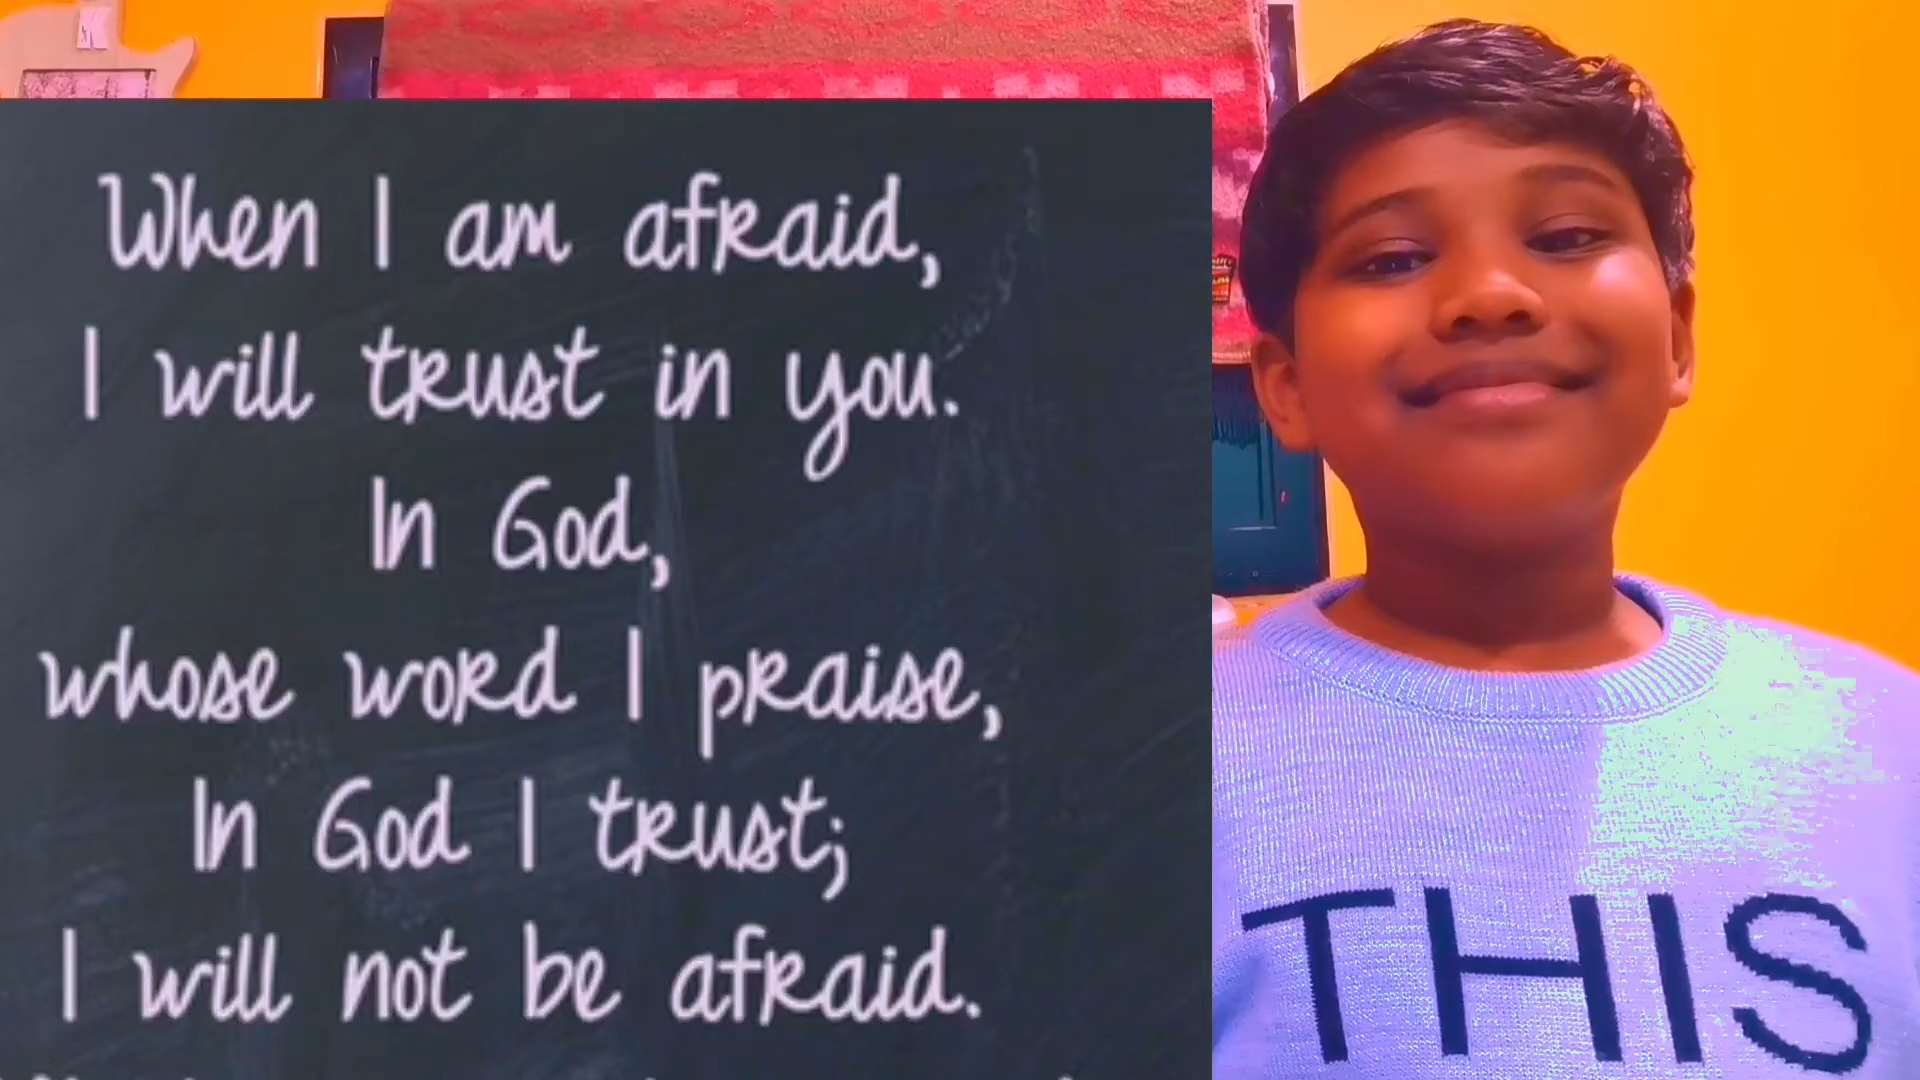 When I am afraid,
I will trust in you.
In God,
whose word I praise,
In God I trust;
I will not be afraid.
THIS